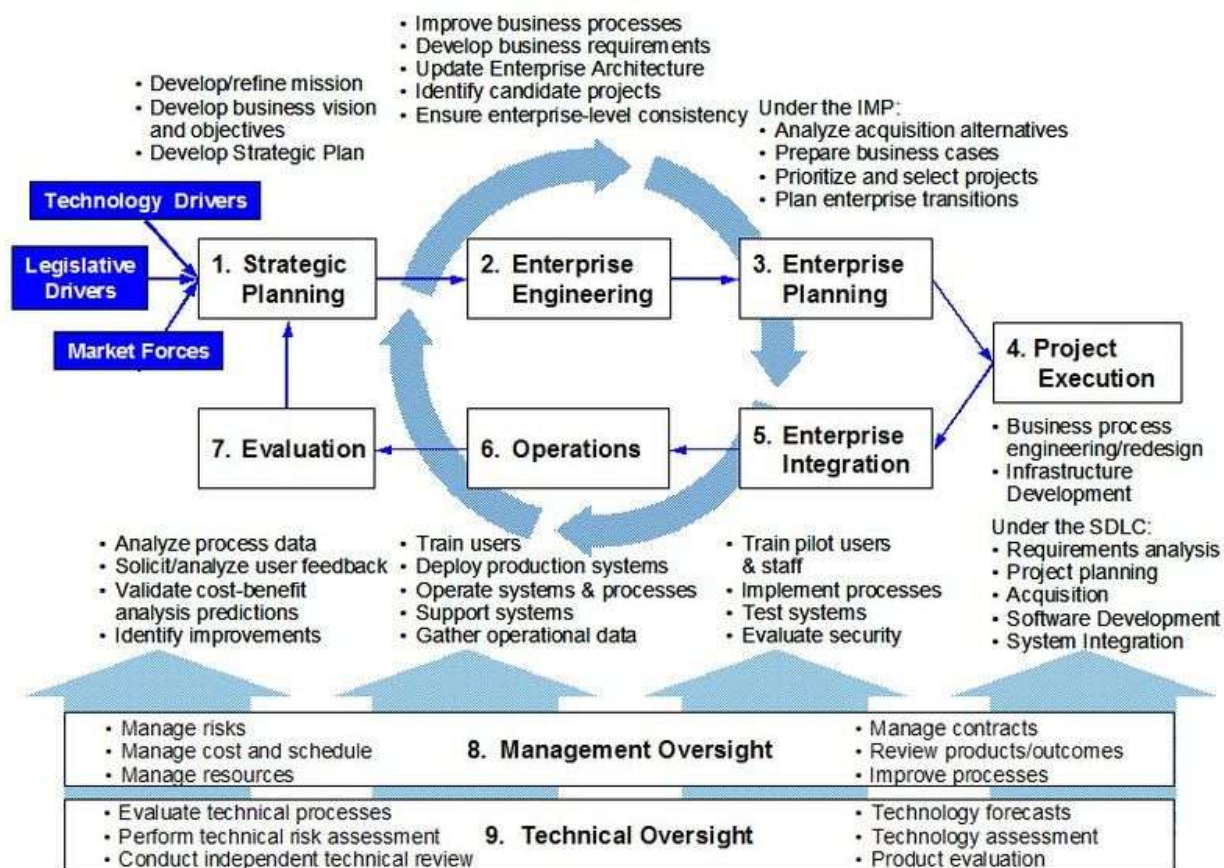 • Improve business processes
• Develop business requirements
• Update Enterprise Architecture
• Identify candidate projects
• Ensure enterprise-level consistency
• Develop/refine mission
• Develop business vision
and objectives
• Develop Strategic Plan
Under the IMP:
• Analyze acquisition alternatives
• Prepare business cases
• Prioritize and select projects
• Plan enterprise transitions
Technology Drivers
Legislative
Drivers
Market Forces
1. Strategic
Planning
2. Enterprise
Engineering
3. Enterprise
Planning
4. Project
Execution
• Business process
engineering/redesign
• Infrastructure
Development
Under the SDLC:
• Requirements analysis
• Project planning
• Acquisition
• Software Development
• System Integration
7. Evaluation
6. Operations
5. Enterprise
Integration
• Analyze process data
• Solicit/analyze user feedback
• Validate cost-benefit
analysis predictions
• Identify improvements
• Train users
• Deploy production systems
• Operate systems & processes
• Support systems
• Gather operational data
• Train pilot users
& staff
• Implement processes
• Test systems
• Evaluate security
• Manage risks
• Manage cost and schedule
• Manage resources
8. Management Oversight
• Manage contracts
• Review products/outcomes
• Improve processes
• Evaluate technical processes
• Perform technical risk assessment
• Conduct independent technical review
9. Technical Oversight
• Technology forecasts
• Technology assessment
• Product evaluation